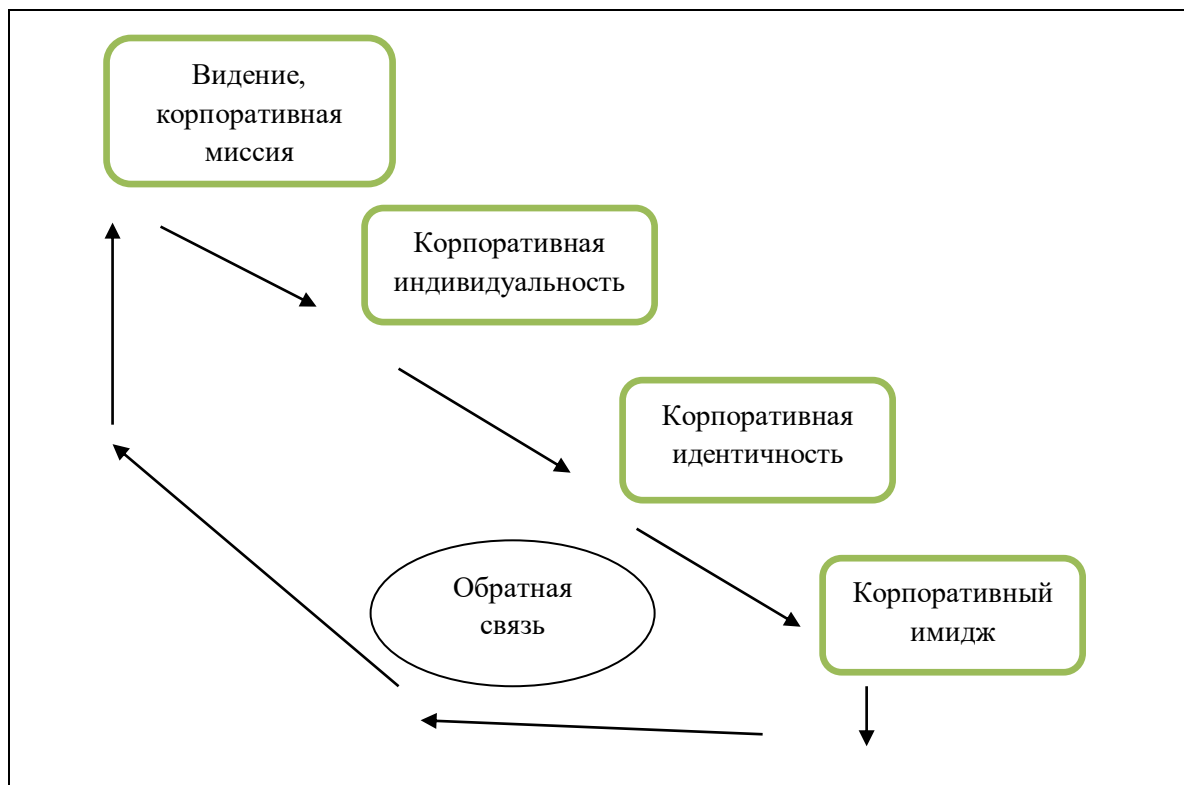 Видение,
корпоративная
миссия
Корпоративная
индивидуальность
Корпоративная
идентичность
Обратная
связь
Корпоративный
имидж